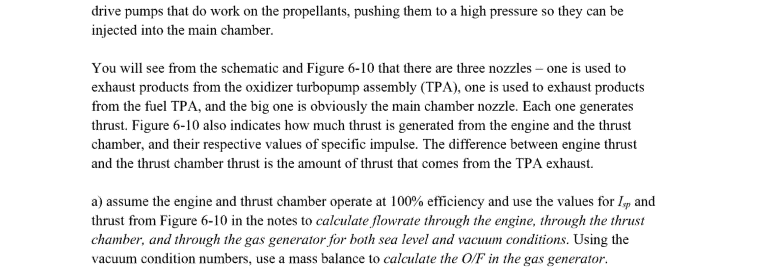 drive pumps that do work on the propellants, pushing them to a high pressure so they can be
injected into the main chamber.
You will see from the schematic and Figure 6-10 that there are three nozzles – one is used to
exhaust products from the oxidizer turbopump assembly (TPA), one is used to exhaust products
from the fuel TPA, and the big one is obviously the main chamber nozzle. Each one generates
thrust. Figure 6-10 also indicates how much thrust is generated from the engine and the thrust
chamber, and their respective values of specific impulse. The difference between engine thrust
and the thrust chamber thrust is the amount of thrust that comes from the TPA exhaust.
a) assume the engine and thrust chamber operate at 100% efficiency and use the values for Isp and
thrust from Figure 6-10 in the notes to calculate flowrate through the engine, through the thrust
chamber, and through the gas generator for both sea level and vacuum conditions. Using the
vacuum condition numbers, use a mass balance to calculate the O/F in the gas generator.